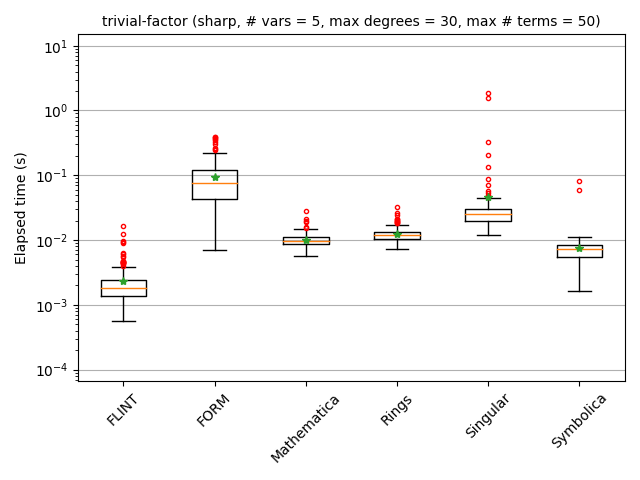 trivial-factor (sharp, # vars = 5, max degrees = 30, max # terms = 50)
Elapsed time (s)
10^1
10^0
10^-1
10^-2
10^-3
10^-4
FLINT
FORM
Mathematica
Rings
Singular
Symbolica